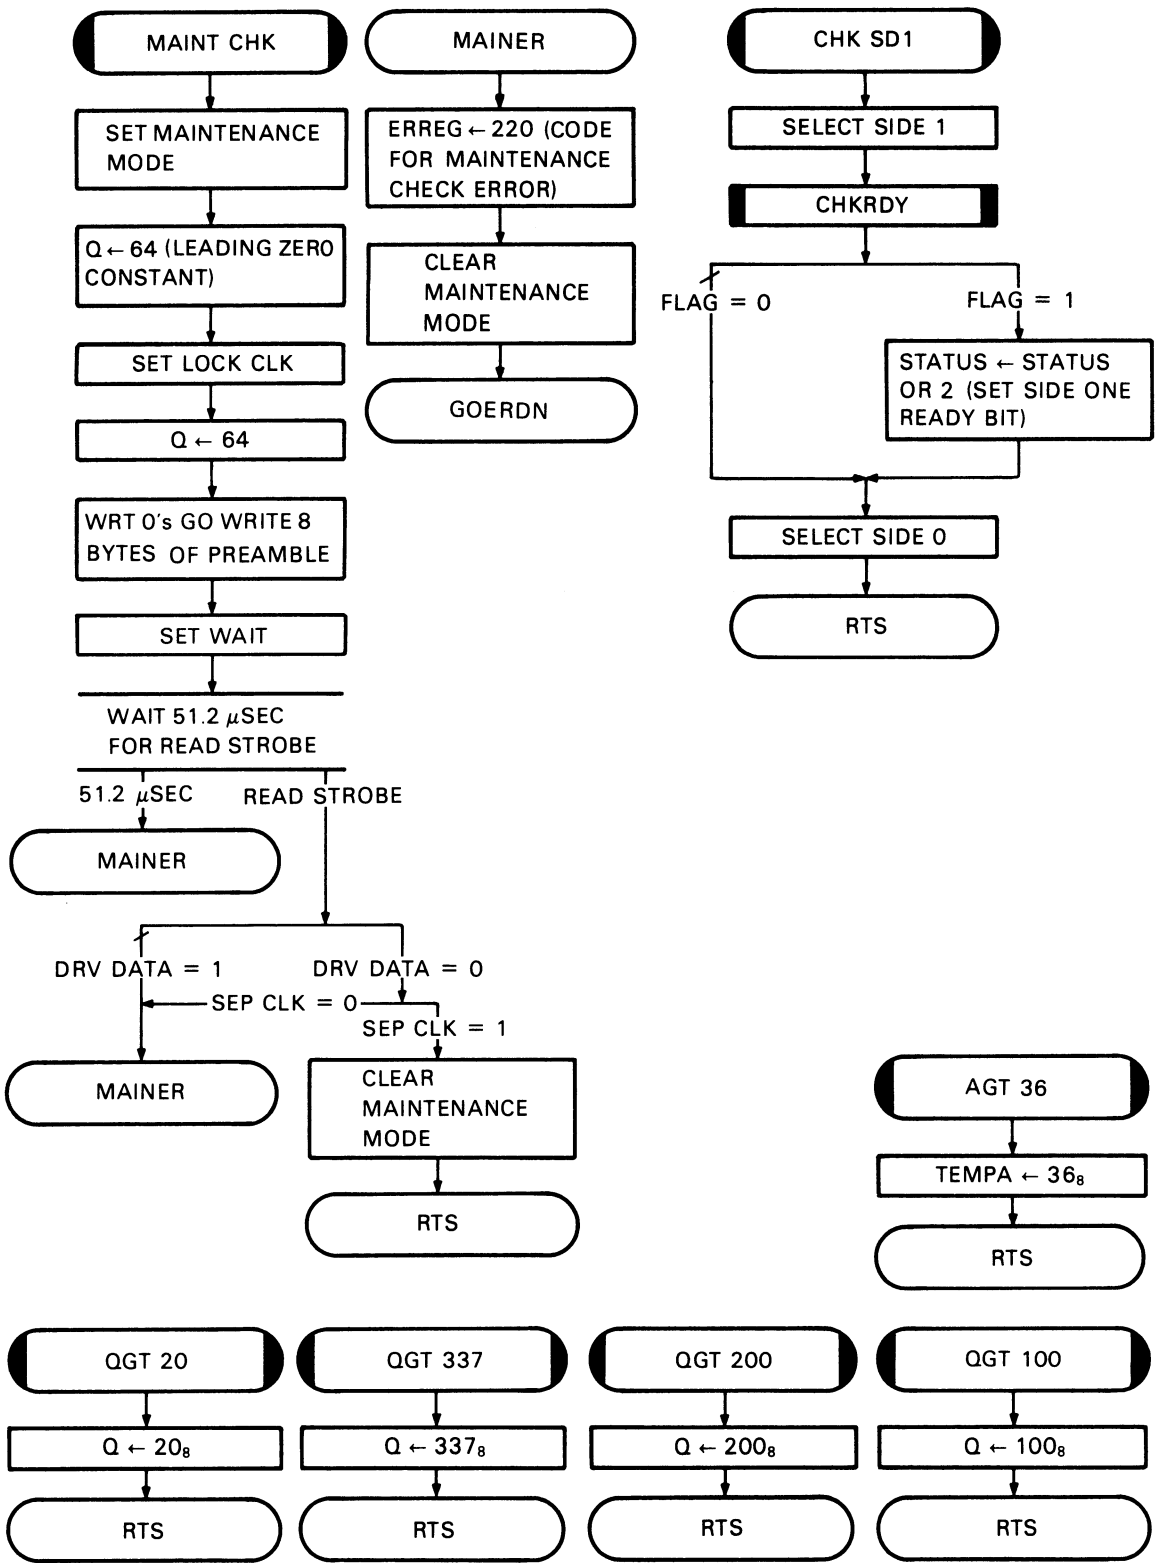 MAINT CHK
SET MAINTENANCE
MODE
Q ← 64 (LEADING ZERO
CONSTANT)
SET LOCK CLK
Q ← 64
WRT 0's GO WRITE 8
BYTES OF PREAMBLE
SET WAIT
WAIT 51.2 μSEC
FOR READ STROBE
51.2 μSEC
READ STROBE
MAINER
DRV DATA = 1
DRV DATA = 0
SEP CLK = 0
SEP CLK = 1
MAINER
CLEAR
MAINTENANCE
MODE
RTS
MAINER
ERREG ← 220 (CODE
FOR MAINTENANCE
CHECK ERROR)
CLEAR
MAINTENANCE
MODE
GOERDN
CHK SD1
SELECT SIDE 1
CHKRDY
FLAG = 0
FLAG = 1
STATUS ← STATUS
OR 2 (SET SIDE ONE
READY BIT)
SELECT SIDE 0
RTS
AGT 36
TEMPA ← 36₈
RTS
QGT 20
Q ← 20₈
RTS
QGT 337
Q ← 337₈
RTS
QGT 200
Q ← 200₈
RTS
QGT 100
Q ← 100₈
RTS